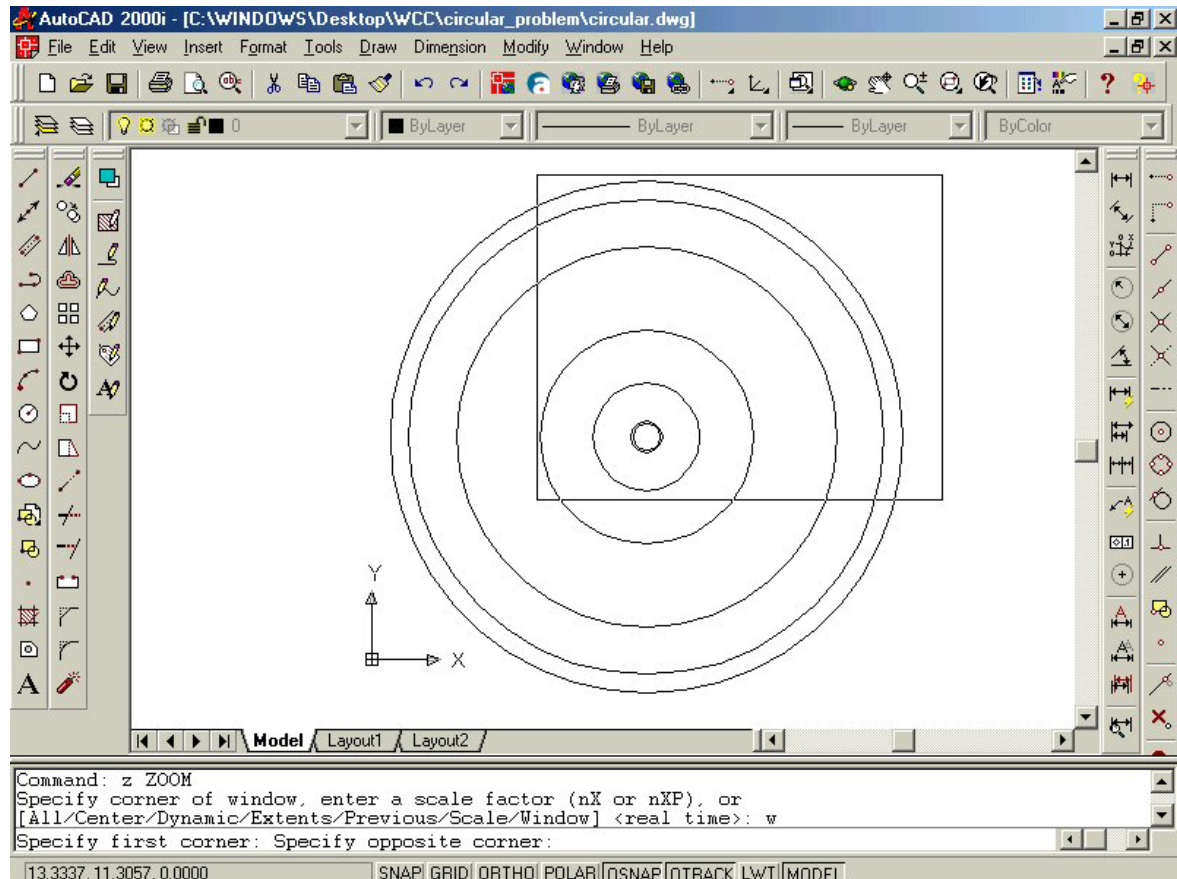 AutoCAD 2000i - [C:\WINDOWS\Desktop\WCC\circular_problem\circular.dwg]
File Edit View Insert Format Tools Draw Dimension Modify Window Help
0 ByLayer ByLayer ByLayer ByColor
Y
X
Model Layout1 Layout2
Command: z ZOOM
Specify corner of window, enter a scale factor (nX or nXP), or
[All/Center/Dynamic/Extents/Previous/Scale/Window] <real time>: w
Specify first corner: Specify opposite corner:
13.3337, 11.3057, 0.0000 SNAP GRID ORTHO POLAR OSNAP OTRACK LWT MODEL